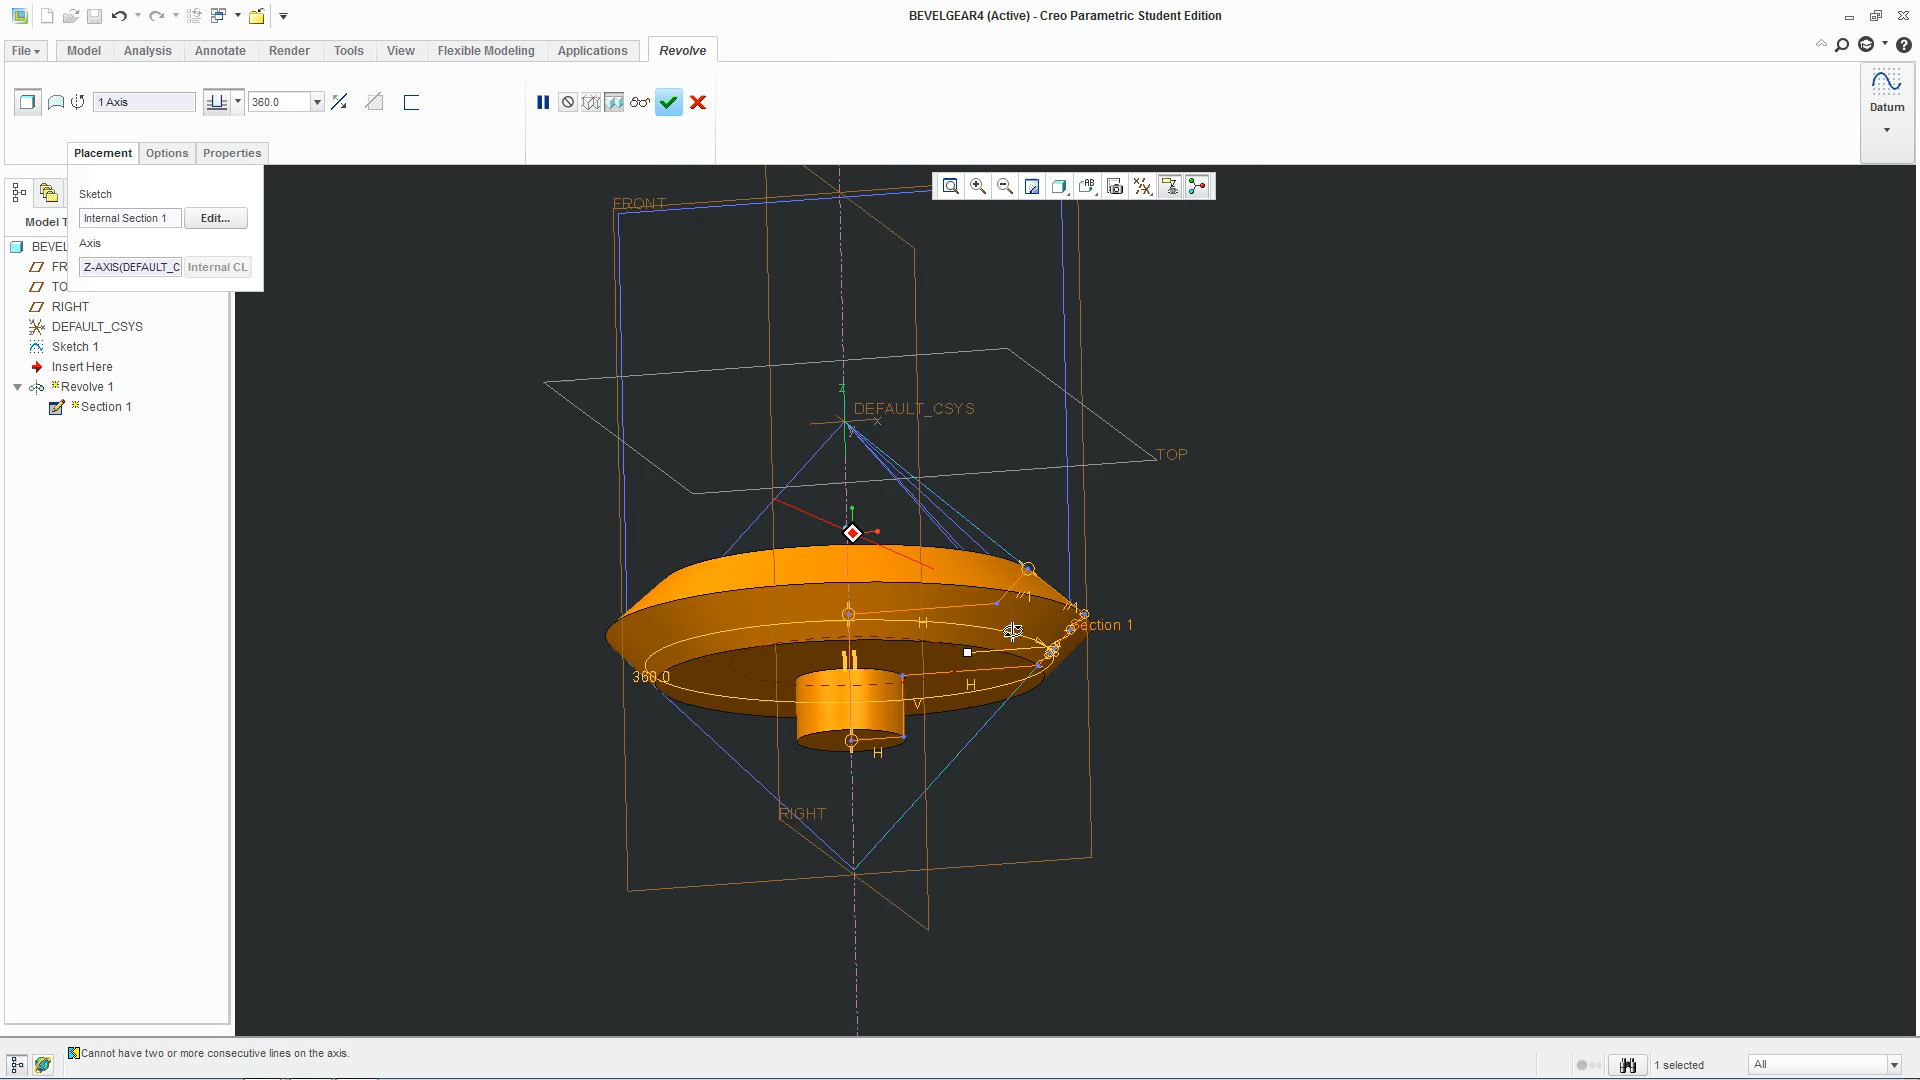 BEVELGEAR4 (Active) - Creo Parametric Student Edition
File Model Analysis Annotate Render Tools View Flexible Modeling Applications Revolve
1 Axis 360.0
Datum
Placement Options Properties
Sketch
Internal Section 1 Edit...
Axis
Z-AXIS(DEFAULT_C Internal CL
Model T
BEVEL
FR
TO
RIGHT
DEFAULT_CSYS
Sketch 1
Insert Here
Revolve 1
Section 1
FRONT
z
DEFAULT_CSYS
x
y
TOP
//1
//1
H
Section 1
360.0
H
V
H
RIGHT
Cannot have two or more consecutive lines on the axis.
1 selected All